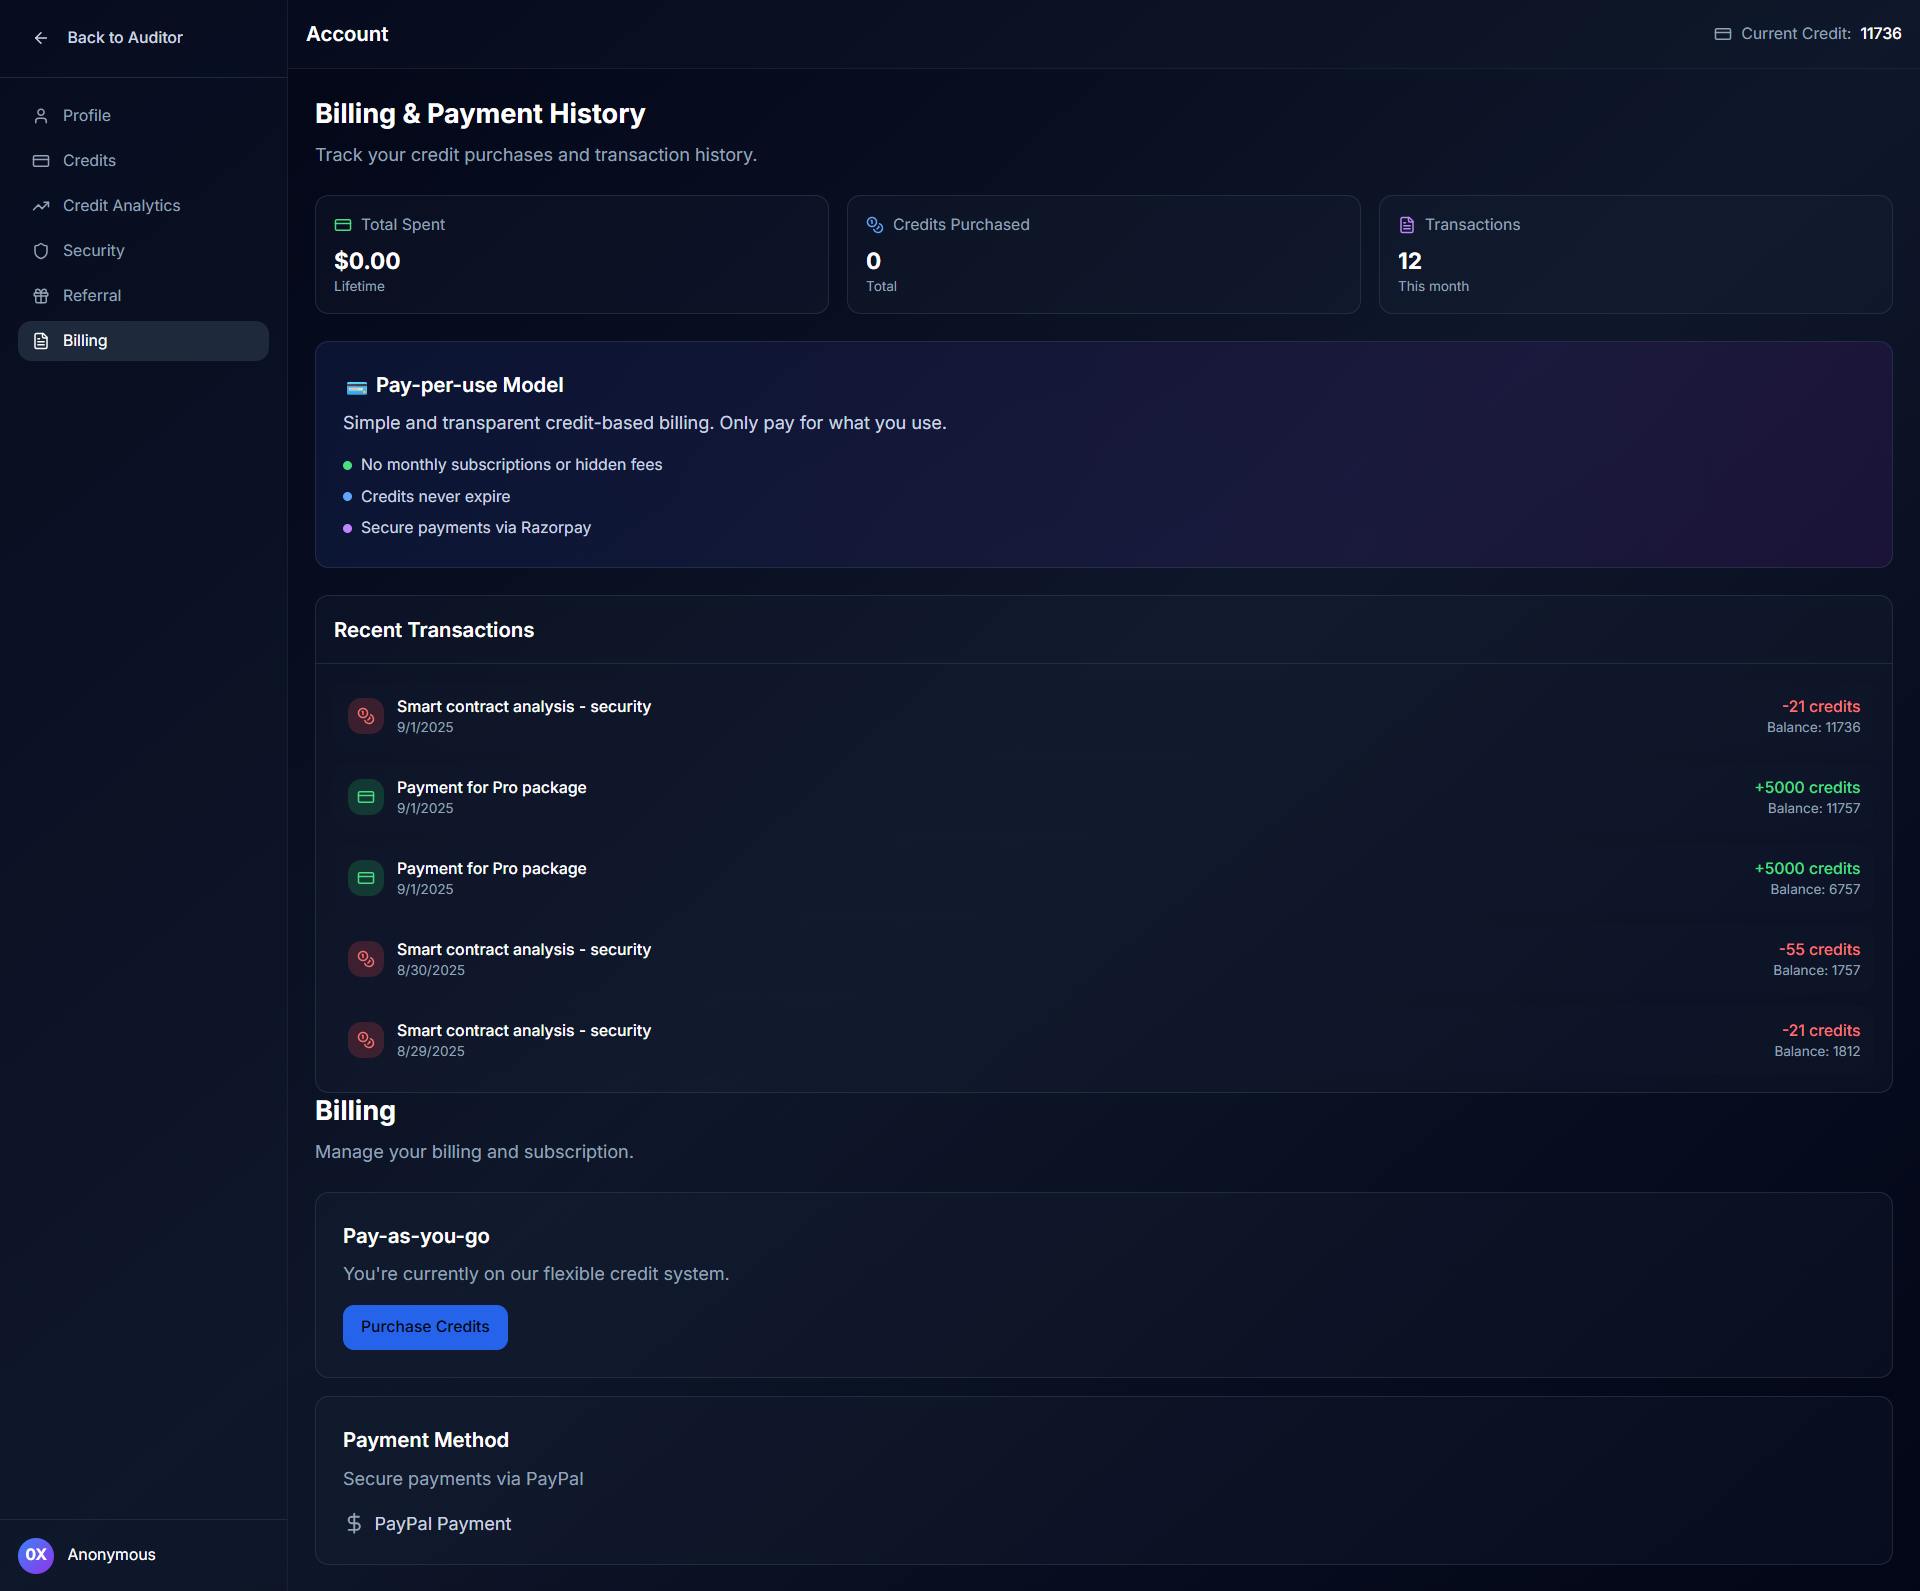 Back to Auditor
Profile
Credits
Credit Analytics
Security
Referral
Billing
0X
Anonymous
Account
Current Credit: 11736
Billing & Payment History
Track your credit purchases and transaction history.
Total Spent
$0.00
Lifetime
Credits Purchased
0
Total
Transactions
12
This month
Pay-per-use Model
Simple and transparent credit-based billing. Only pay for what you use.
No monthly subscriptions or hidden fees
Credits never expire
Secure payments via Razorpay
Recent Transactions
Smart contract analysis - security
9/1/2025
-21 credits
Balance: 11736
Payment for Pro package
9/1/2025
+5000 credits
Balance: 11757
Payment for Pro package
9/1/2025
+5000 credits
Balance: 6757
Smart contract analysis - security
8/30/2025
-55 credits
Balance: 1757
Smart contract analysis - security
8/29/2025
-21 credits
Balance: 1812
Billing
Manage your billing and subscription.
Pay-as-you-go
You're currently on our flexible credit system.
Purchase Credits
Payment Method
Secure payments via PayPal
PayPal Payment